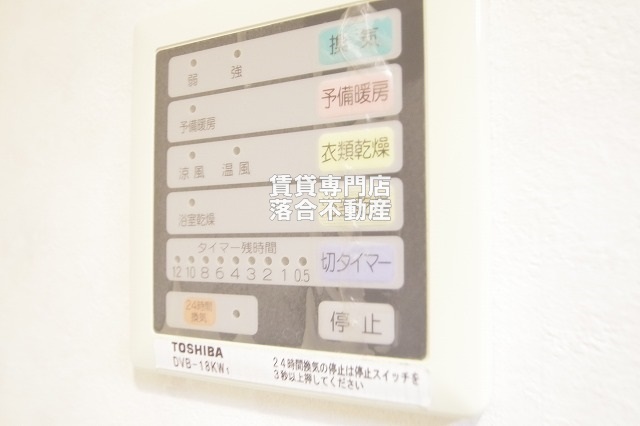 換気
弱 強
予備暖房
予備暖房
衣類乾燥
涼風 温風
賃貸専門店
落合不動産
浴室乾燥
タイマー残時間
切タイマー
12 10 8 6 4 3 2 1 0.5
24時間
換気
停止
TOSHIBA
DVB-18KW1
24時間換気の停止は停止スイッチを
3秒以上押してください